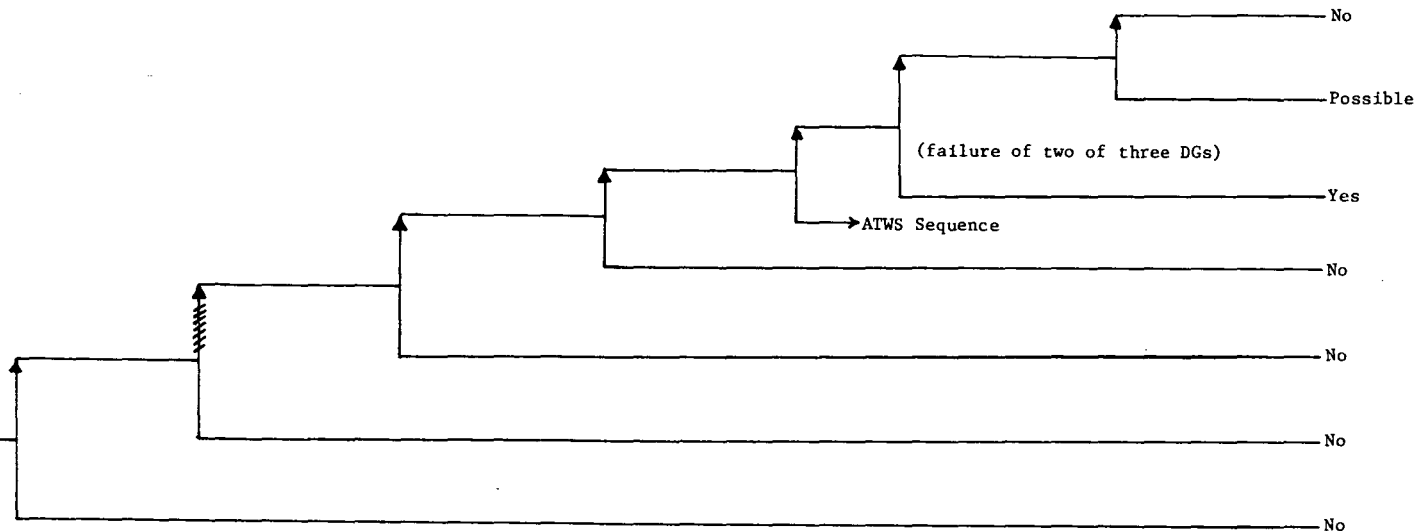 No
Possible
(failure of two of three DGs)
Yes
ATWS Sequence
No
No
No
No